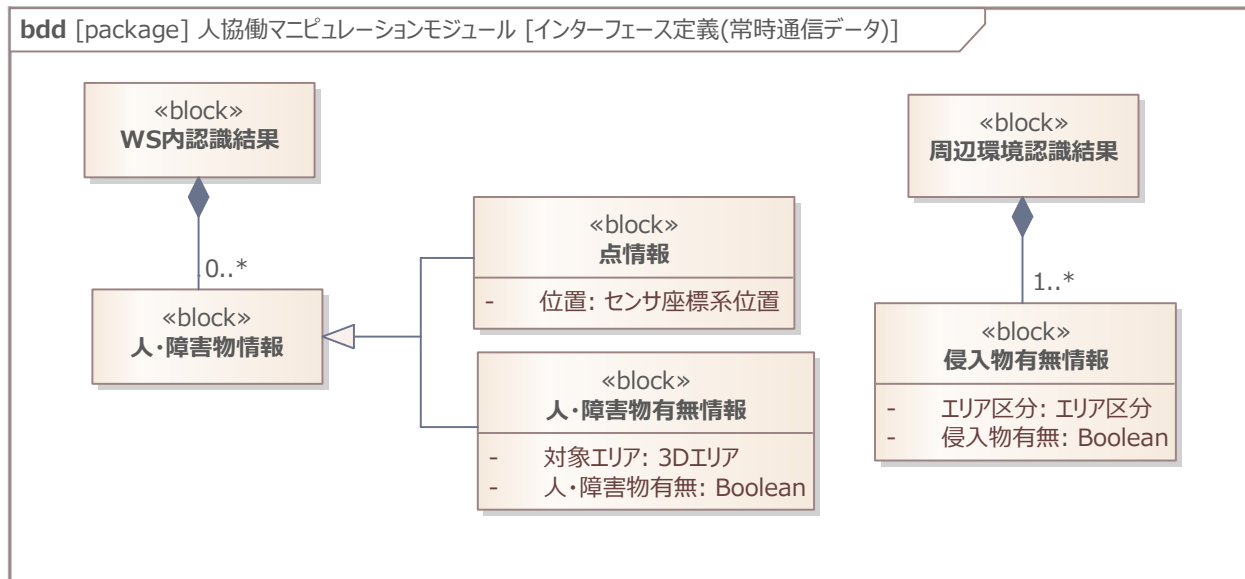 bdd [package] 人協働マニピュレーションモジュール [インターフェース定義(常時通信データ)]
«block»
WS内認識結果
0..*
«block»
人・障害物情報
«block»
点情報
- 位置: センサ座標系位置
«block»
人・障害物有無情報
- 対象エリア: 3Dエリア
- 人・障害物有無: Boolean
«block»
周辺環境認識結果
1..*
«block»
侵入物有無情報
- エリア区分: エリア区分
- 侵入物有無: Boolean